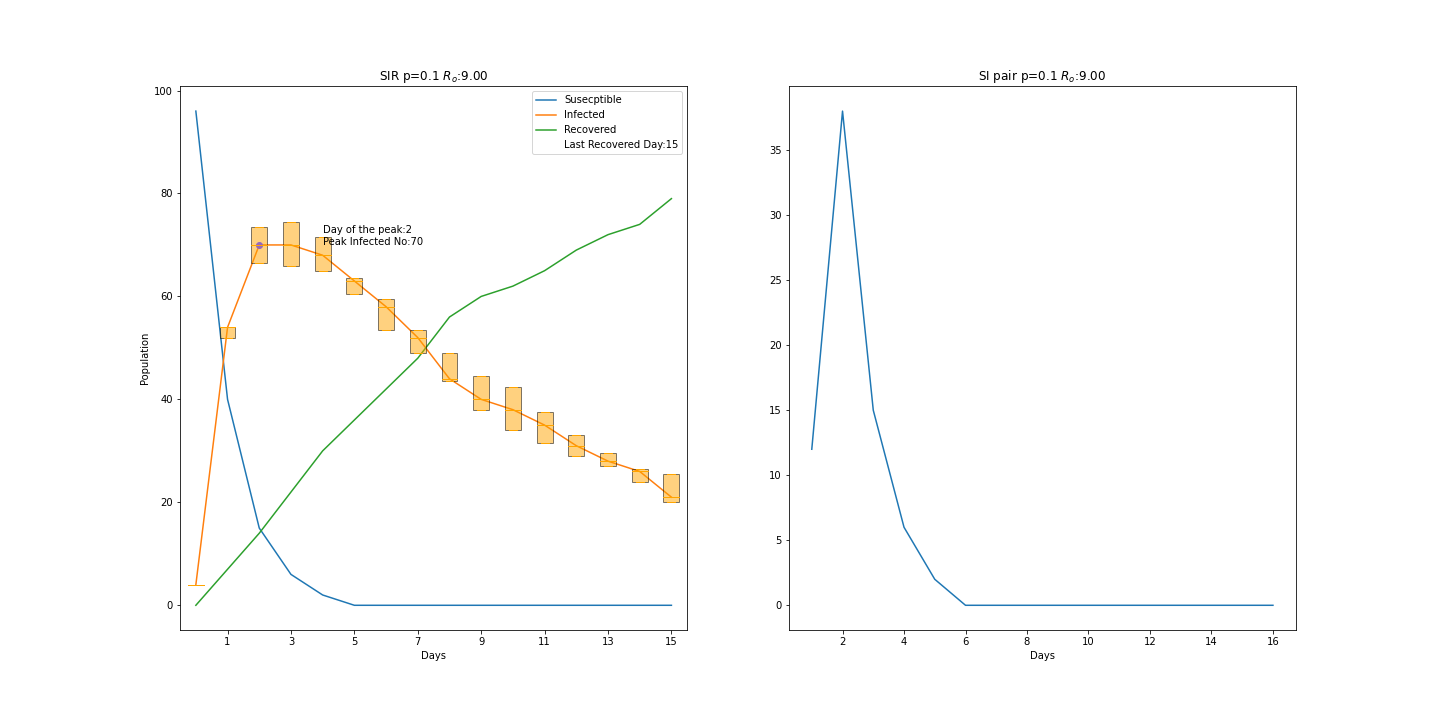 SIR p=0.1 Rₒ:9.00
Susecptible
Infected
Recovered
Last Recovered Day:15
Day of the peak:2
Peak Infected No:70
Population
100
80
60
40
20
0
1 3 5 7 9 11 13 15
Days
SI pair p=0.1 Rₒ:9.00
35
30
25
20
15
10
5
0
2 4 6 8 10 12 14 16
Days